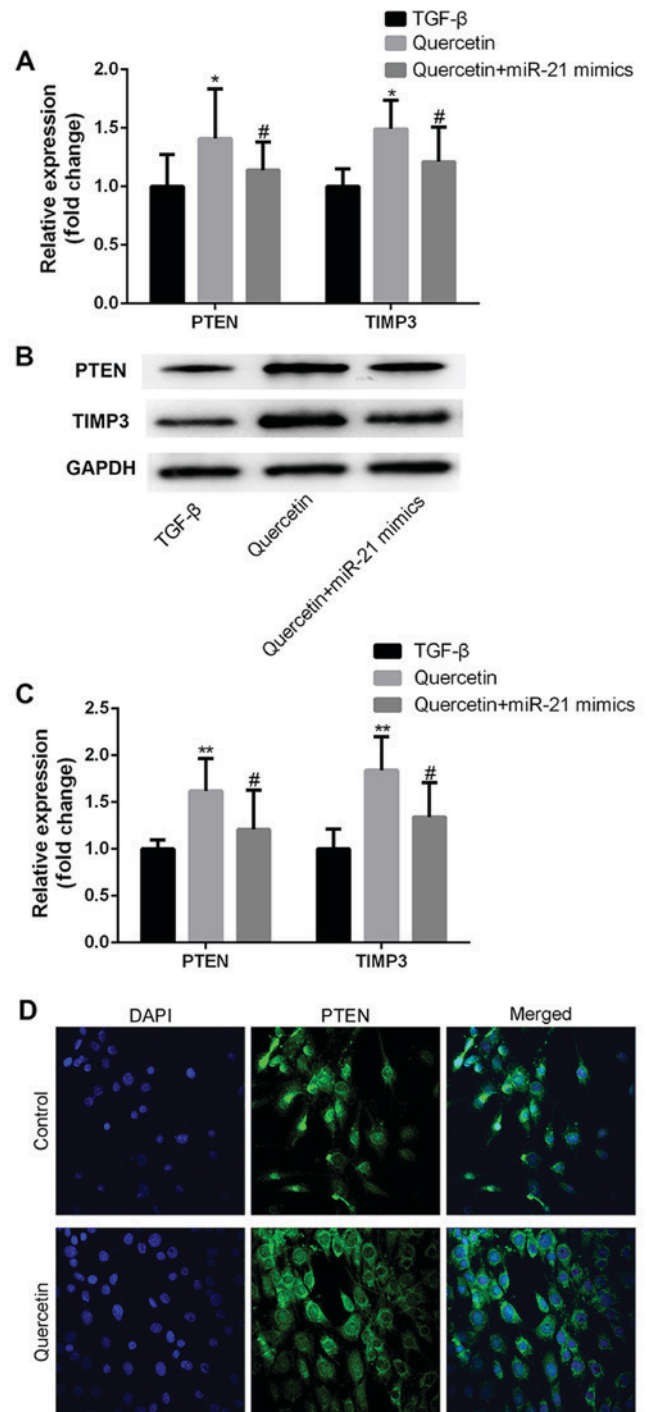 A
TGF-β
Quercetin
Quercetin+miR-21 mimics
Relative expression
(fold change)
2.0
1.5
1.0
0.5
0.0
*
#
*
#
PTEN
TIMP3
B
PTEN
TIMP3
GAPDH
TGF-β
Quercetin
Quercetin+miR-21 mimics
C
TGF-β
Quercetin
Quercetin+miR-21 mimics
Relative expression
(fold change)
2.5
2.0
1.5
1.0
0.5
0.0
**
#
**
#
PTEN
TIMP3
D
DAPI
PTEN
Merged
Control
Quercetin